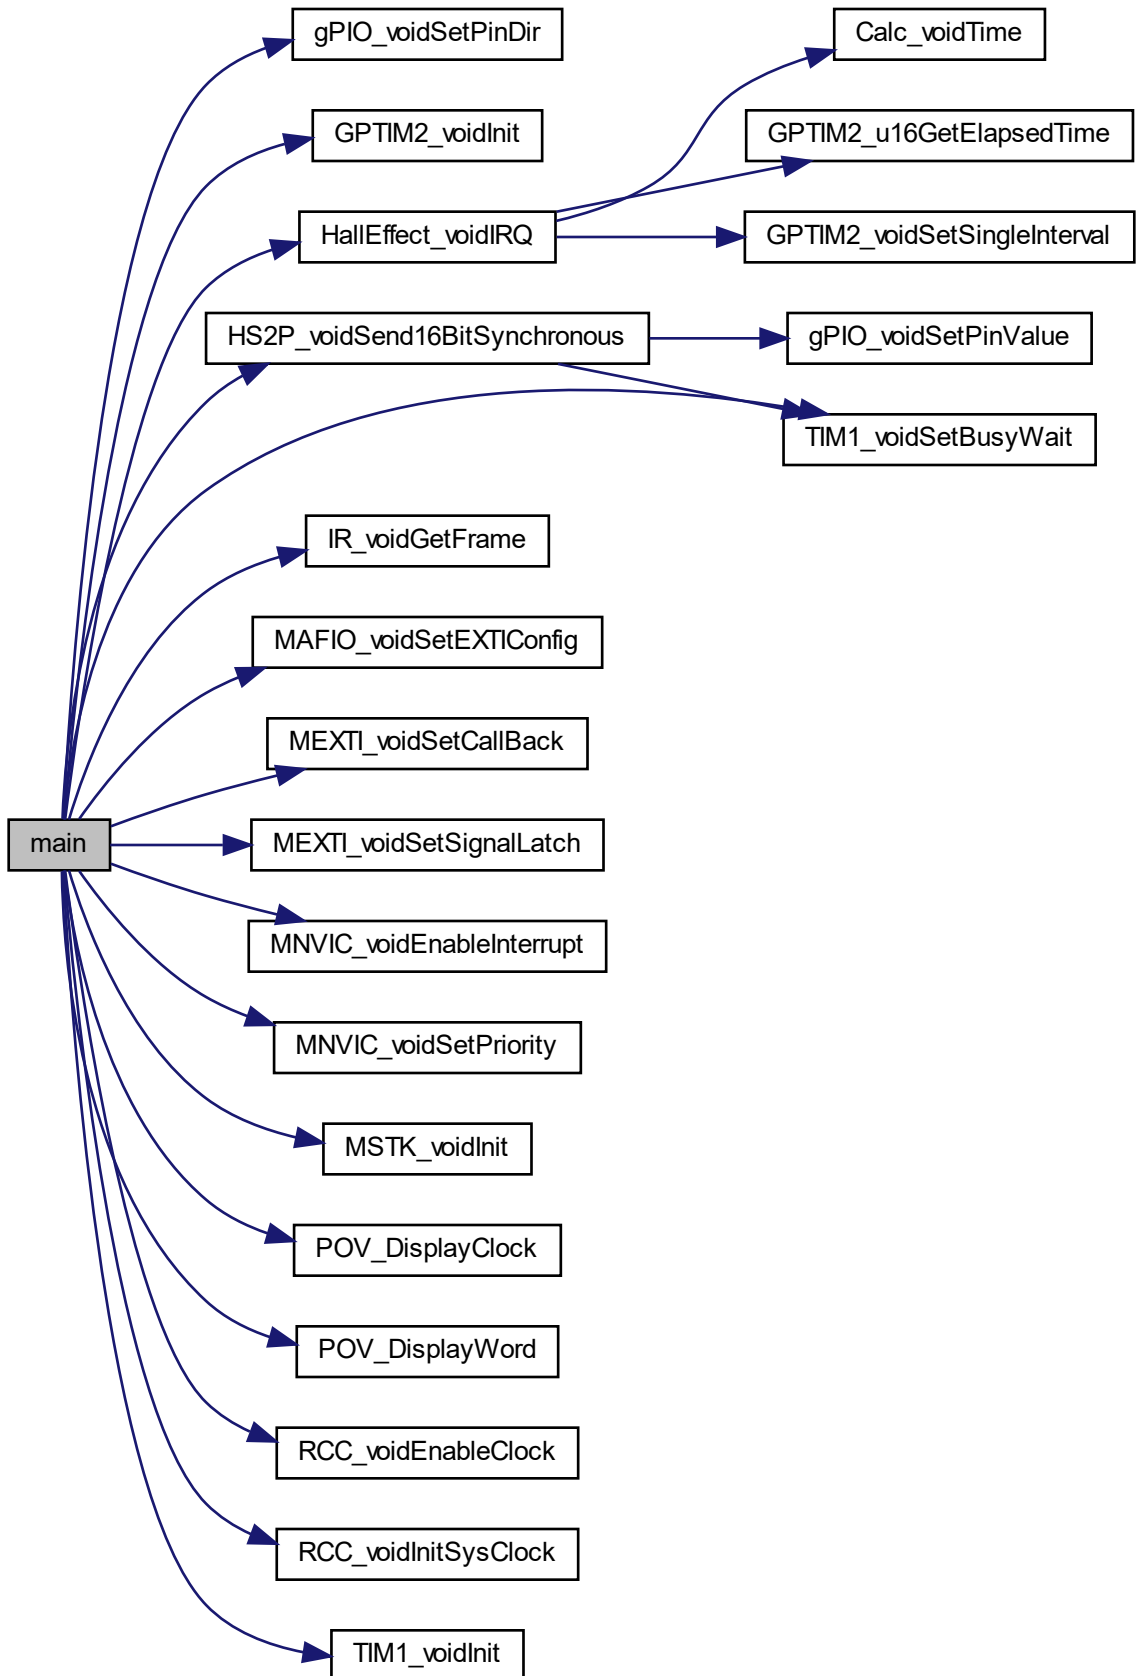 gPIO_voidSetPinDir
Calc_voidTime
GPTIM2_voidInit
GPTIM2_u16GetElapsedTime
HallEffect_voidIRQ
GPTIM2_voidSetSingleInterval
HS2P_voidSend16BitSynchronous
gPIO_voidSetPinValue
TIM1_voidSetBusyWait
IR_voidGetFrame
MAFIO_voidSetEXTIConfig
MEXTI_voidSetCallBack
main
MEXTI_voidSetSignalLatch
MNVIC_voidEnableInterrupt
MNVIC_voidSetPriority
MSTK_voidInit
POV_DisplayClock
POV_DisplayWord
RCC_voidEnableClock
RCC_voidInitSysClock
TIM1_voidInit